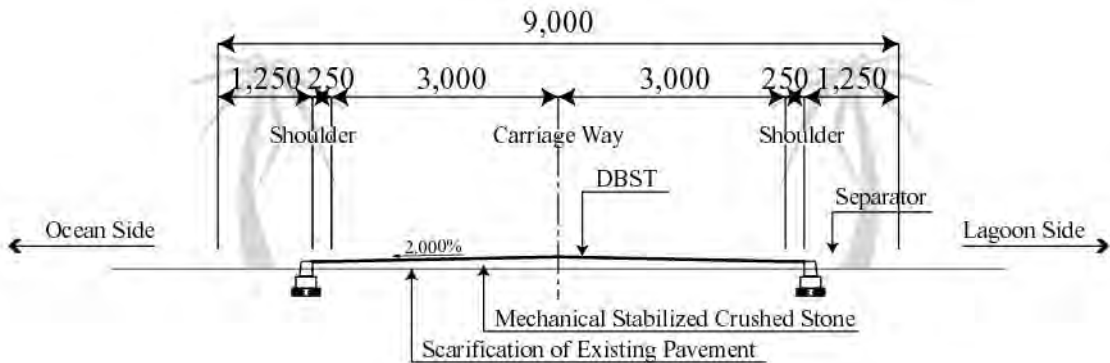 9,000
1,250 250 3,000 3,000 250 1,250
Shoulder Carriage Way Shoulder
DBST
Separator
Ocean Side Lagoon Side
2.000%
Mechanical Stabilized Crushed Stone
Scarification of Existing Pavement